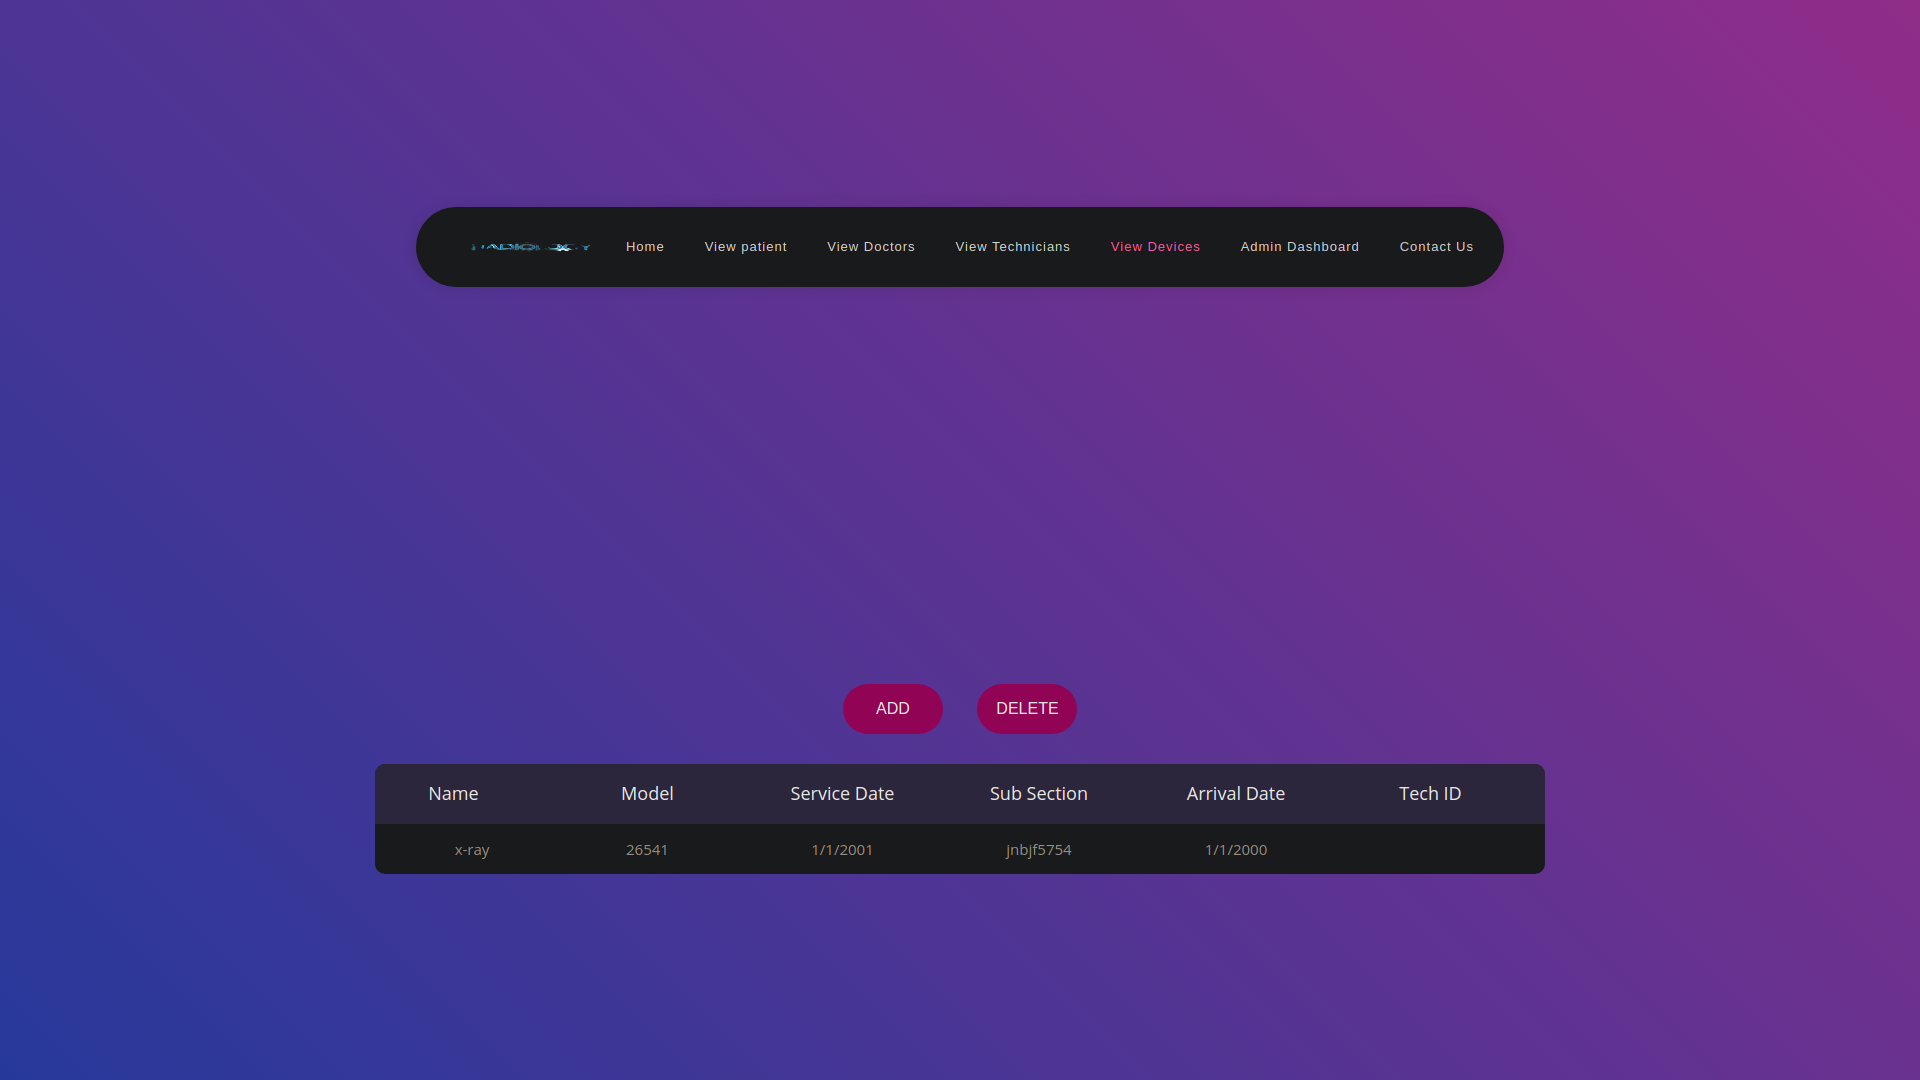 Home View patient View Doctors View Technicians View Devices Admin Dashboard Contact Us
ADD DELETE
Name Model Service Date Sub Section Arrival Date Tech ID
x-ray 26541 1/1/2001 jnbjf5754 1/1/2000